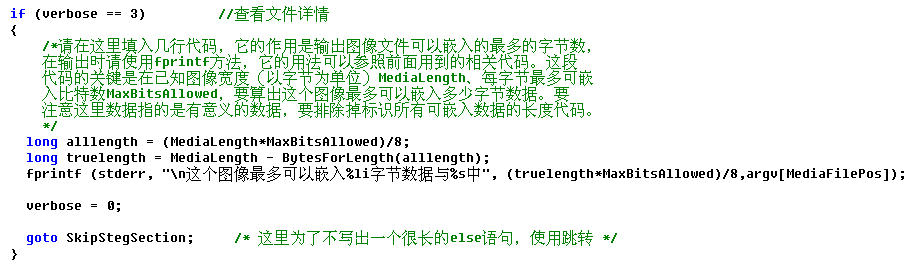 if (verbose == 3)         //查看文件详情
{
    /*请在这里填入几行代码，它的作用是输出图像文件可以嵌入的最多的字节数，
    在输出时请使用fprintf方法，它的用法可以参照前面用到的相关代码。这段
    代码的关键是在已知图像宽度（以字节为单位）MediaLength、每字节最多可嵌
    入比特数MaxBitsAllowed，要算出这个图像最多可以嵌入多少字节数据。要
    注意这里数据指的是有意义的数据，要排除掉标识所有可嵌入数据的长度代码。
    */
  long alllength = (MediaLength*MaxBitsAllowed)/8;
  long truelength = MediaLength - BytesForLength(alllength);
  fprintf (stderr, "\n这个图像最多可以嵌入%li字节数据与%s中", (truelength*MaxBitsAllowed)/8,argv[MediaFilePos]);
  verbose = 0;
  goto SkipStegSection;     /* 这里为了不写出一个很长的else语句，使用跳转 */
}